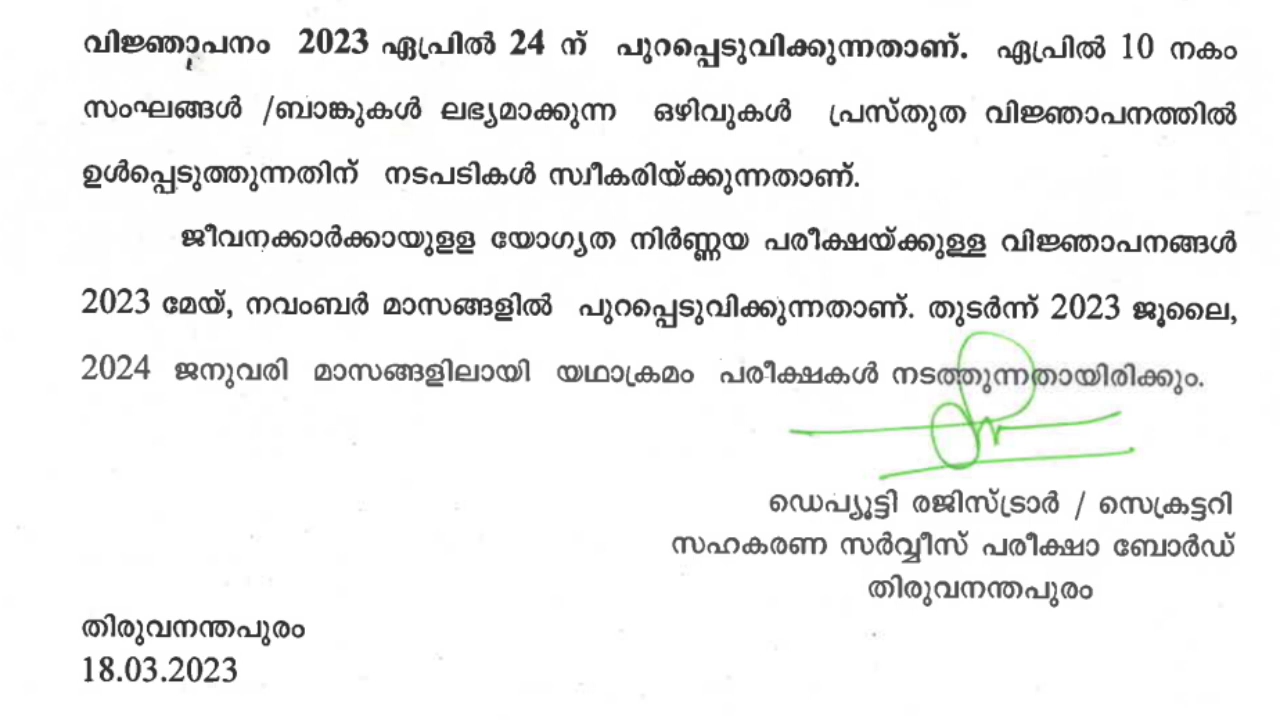 വിജ്ഞാപനം 2023 ഏപ്രിൽ 24 ന് പുറപ്പെടുവിക്കുന്നതാണ്. ഏപ്രിൽ 10 നകം
സംഘങ്ങൾ /ബാങ്കുകൾ ലഭ്യമാക്കുന്ന ഒഴിവുകൾ പ്രസ്തുത വിജ്ഞാപനത്തിൽ
ഉൾപ്പെടുത്തുന്നതിന് നടപടികൾ സ്വീകരിയ്ക്കുന്നതാണ്.
ജീവനക്കാർക്കായുളള യോഗ്യത നിർണ്ണയ പരീക്ഷയ്ക്കുള്ള വിജ്ഞാപനങ്ങൾ
2023 മേയ്, നവംബർ മാസങ്ങളിൽ പുറപ്പെടുവിക്കുന്നതാണ്. തുടർന്ന് 2023 ജൂലൈ,
2024 ജനുവരി മാസങ്ങളിലായി യഥാക്രമം പരീക്ഷകൾ നടത്തുന്നതായിരിക്കും.
ഡെപ്യൂട്ടി രജിസ്ട്രാർ / സെക്രട്ടറി
സഹകരണ സർവ്വീസ് പരീക്ഷാ ബോർഡ്
തിരുവനന്തപുരം
തിരുവനന്തപുരം
18.03.2023